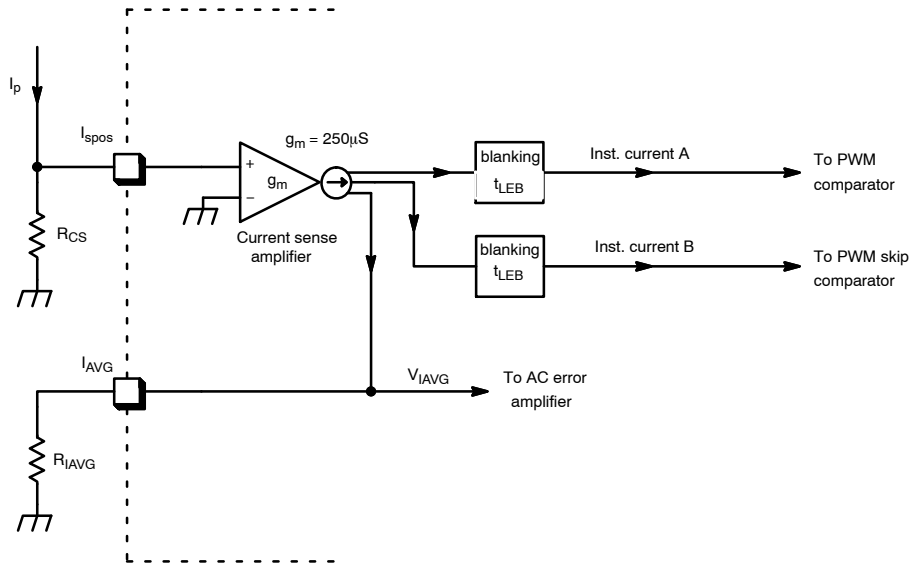 I_p
I_spos
g_m = 250µS
+
g_m
−
R_CS
Current sense
amplifier
blanking
t_LEB
Inst. current A
To PWM
comparator
blanking
t_LEB
Inst. current B
To PWM skip
comparator
I_AVG
V_IAVG
To AC error
amplifier
R_IAVG